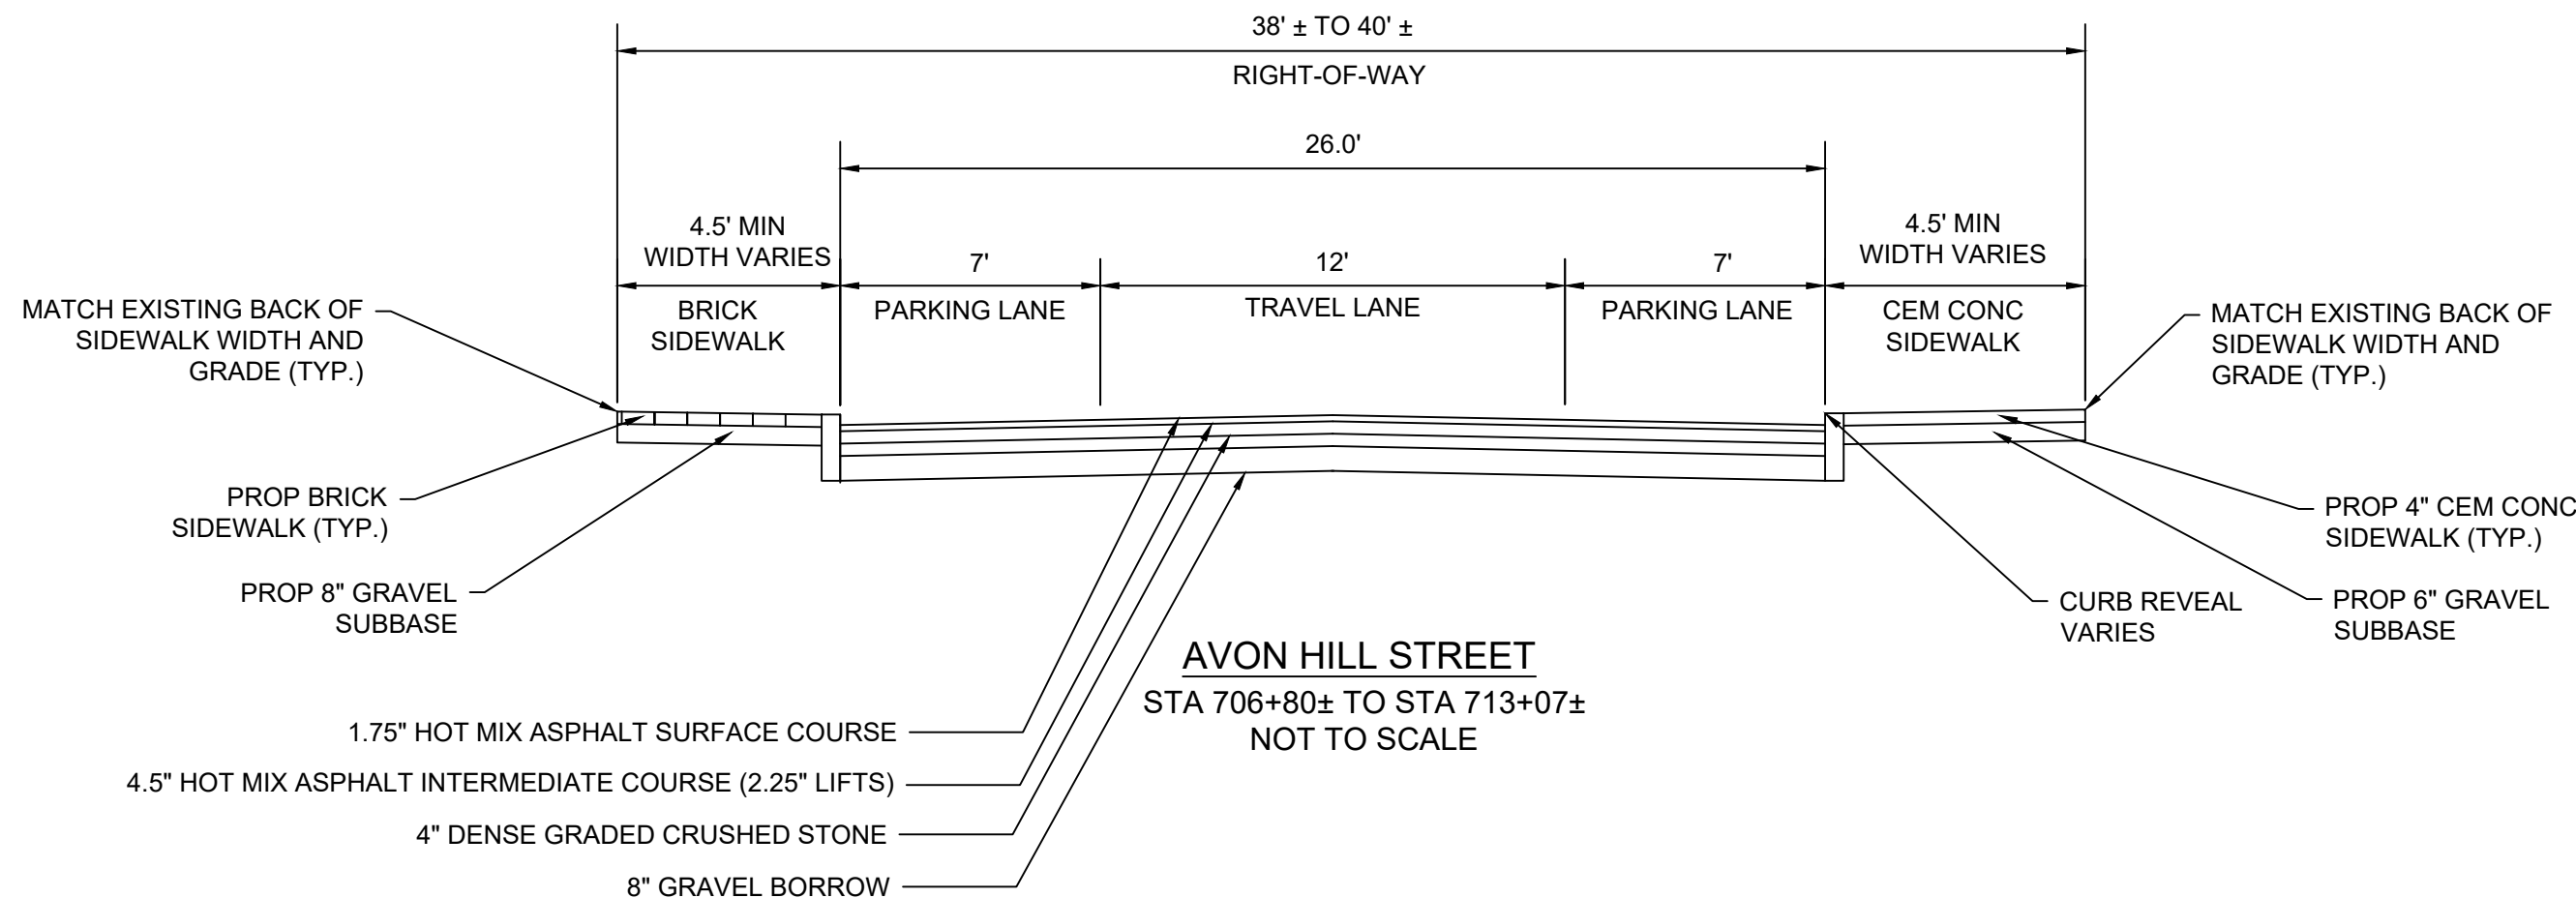 38' ± TO 40' ±
RIGHT-OF-WAY
26.0'
4.5' MIN
WIDTH VARIES
7'
12'
7'
4.5' MIN
WIDTH VARIES
BRICK
SIDEWALK
PARKING LANE
TRAVEL LANE
PARKING LANE
CEM CONC
SIDEWALK
MATCH EXISTING BACK OF
SIDEWALK WIDTH AND
GRADE (TYP.)
MATCH EXISTING BACK OF
SIDEWALK WIDTH AND
GRADE (TYP.)
PROP BRICK
SIDEWALK (TYP.)
PROP 8" GRAVEL
SUBBASE
PROP 4" CEM CONC
SIDEWALK (TYP.)
PROP 6" GRAVEL
SUBBASE
CURB REVEAL
VARIES
AVON HILL STREET
STA 706+80± TO STA 713+07±
NOT TO SCALE
1.75" HOT MIX ASPHALT SURFACE COURSE
4.5" HOT MIX ASPHALT INTERMEDIATE COURSE (2.25" LIFTS)
4" DENSE GRADED CRUSHED STONE
8" GRAVEL BORROW